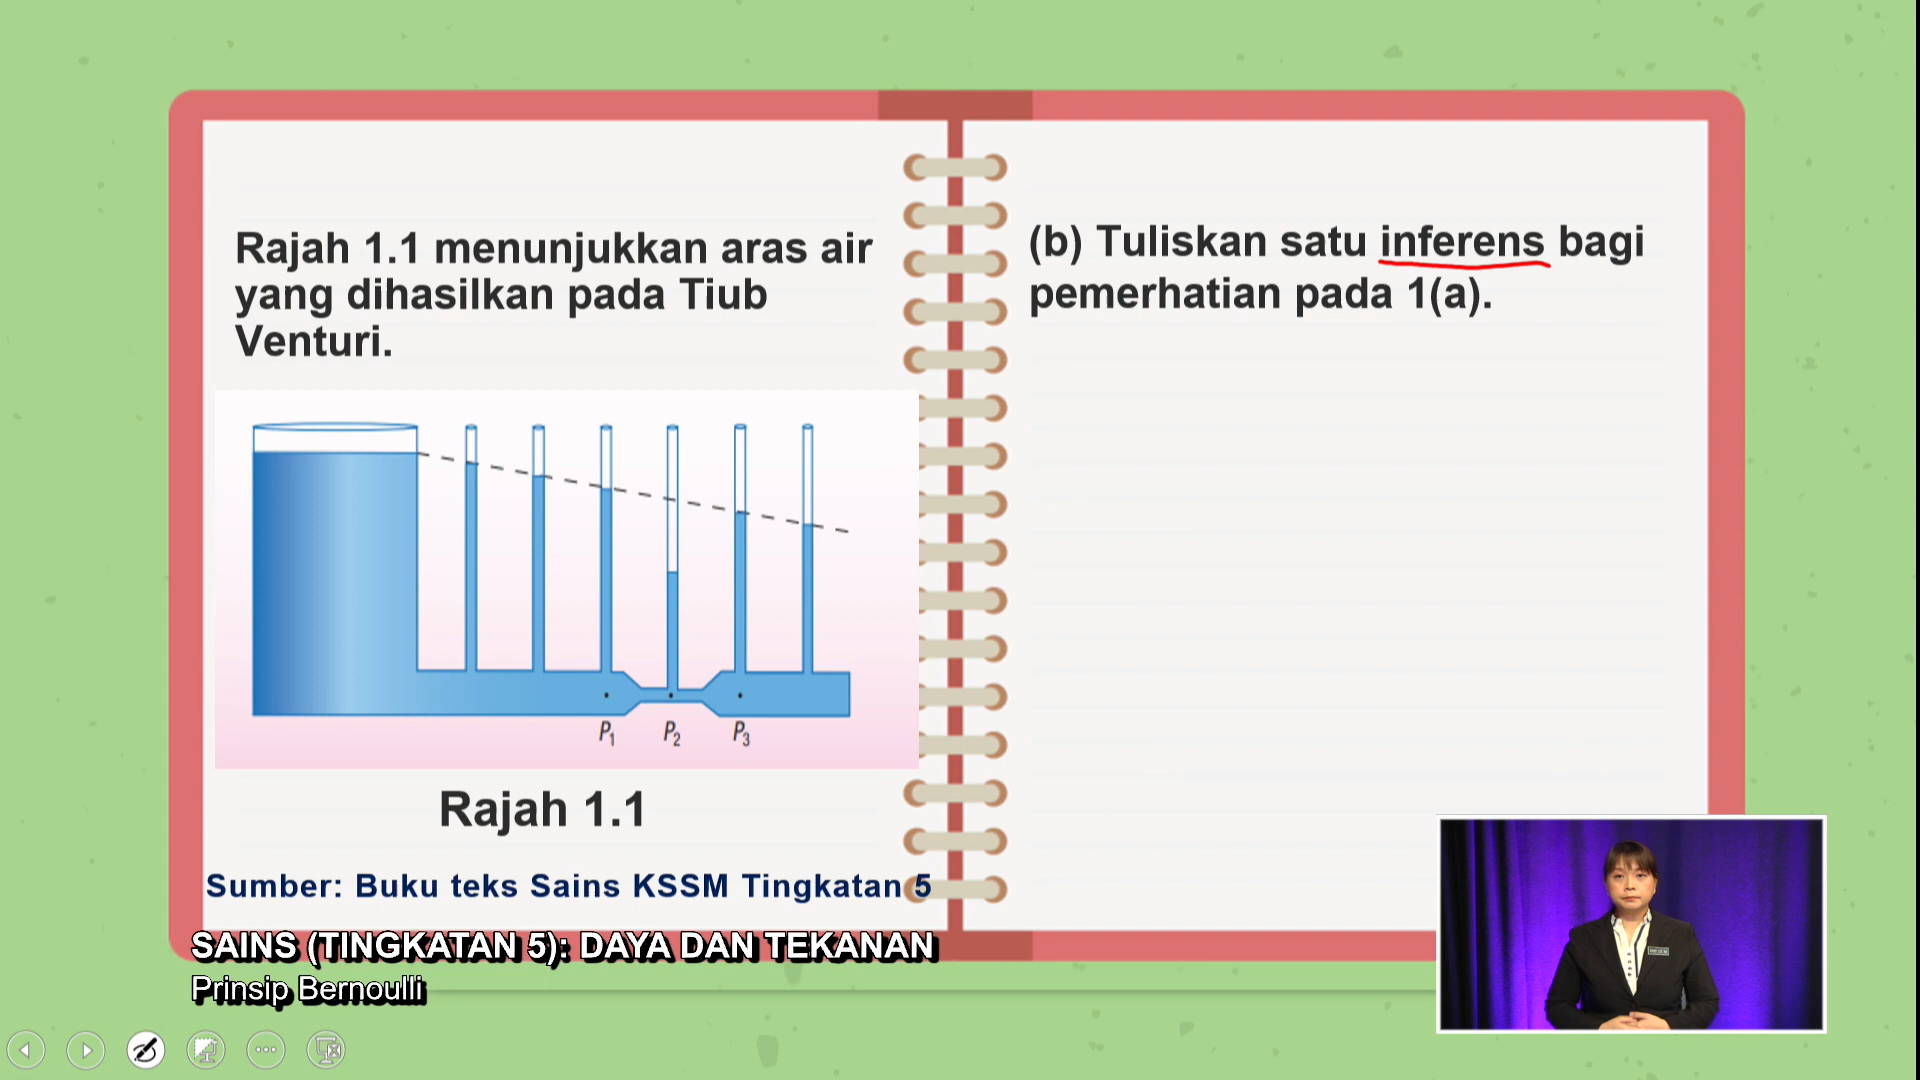 Rajah 1.1 menunjukkan aras air
yang dihasilkan pada Tiub
Venturi.
P1 P2 P3
Rajah 1.1
Sumber: Buku teks Sains KSSM Tingkatan 5
(b) Tuliskan satu inferens bagi
pemerhatian pada 1(a).
SAINS (TINGKATAN 5): DAYA DAN TEKANAN
Prinsip Bernoulli